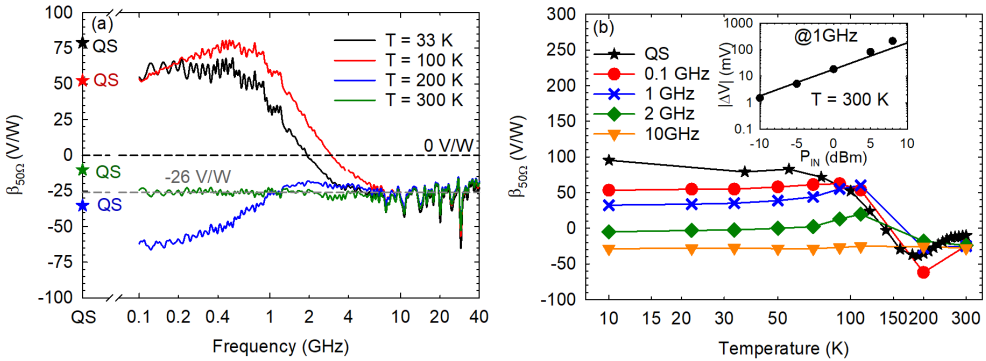 (a)
100
75
50
25
0
-25
-50
-75
-100
β50Ω (V/W)
QS
QS
QS
QS
T = 33 K
T = 100 K
T = 200 K
T = 300 K
0 V/W
-26 V/W
QS 0.1 0.2 0.4 1 2 4 10 20 40
Frequency (GHz)
(b)
300
250
200
150
100
50
0
-50
-100
β50Ω (V/W)
QS
0.1 GHz
1 GHz
2 GHz
10GHz
@1GHz
T = 300 K
1000
100
10
1
0.1
|ΔV| (mV)
-10 -5 0 5 10
PIN (dBm)
10 15 20 30 50 100 150 200 300
Temperature (K)